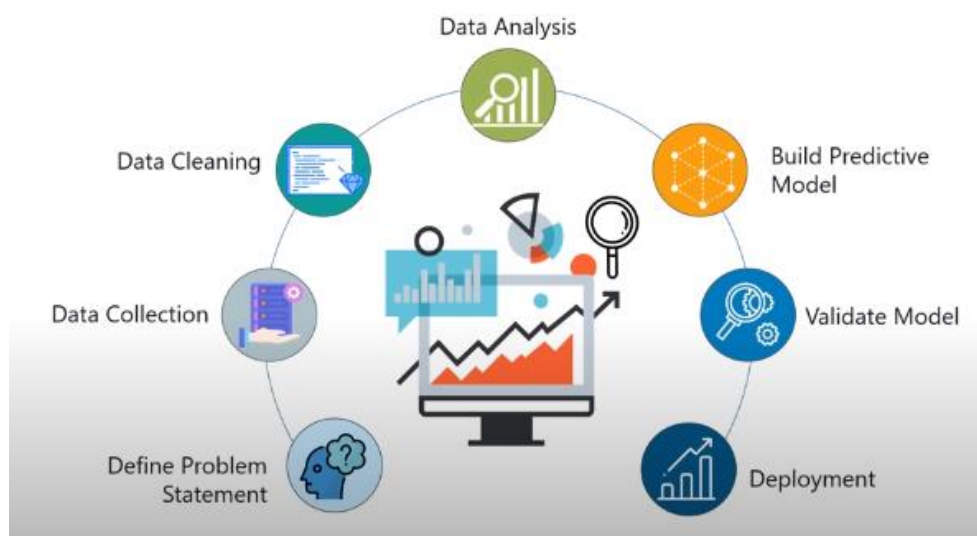 Data Analysis
Data Cleaning
Build Predictive
Model
Data Collection
Validate Model
Define Problem
Statement
?
Deployment